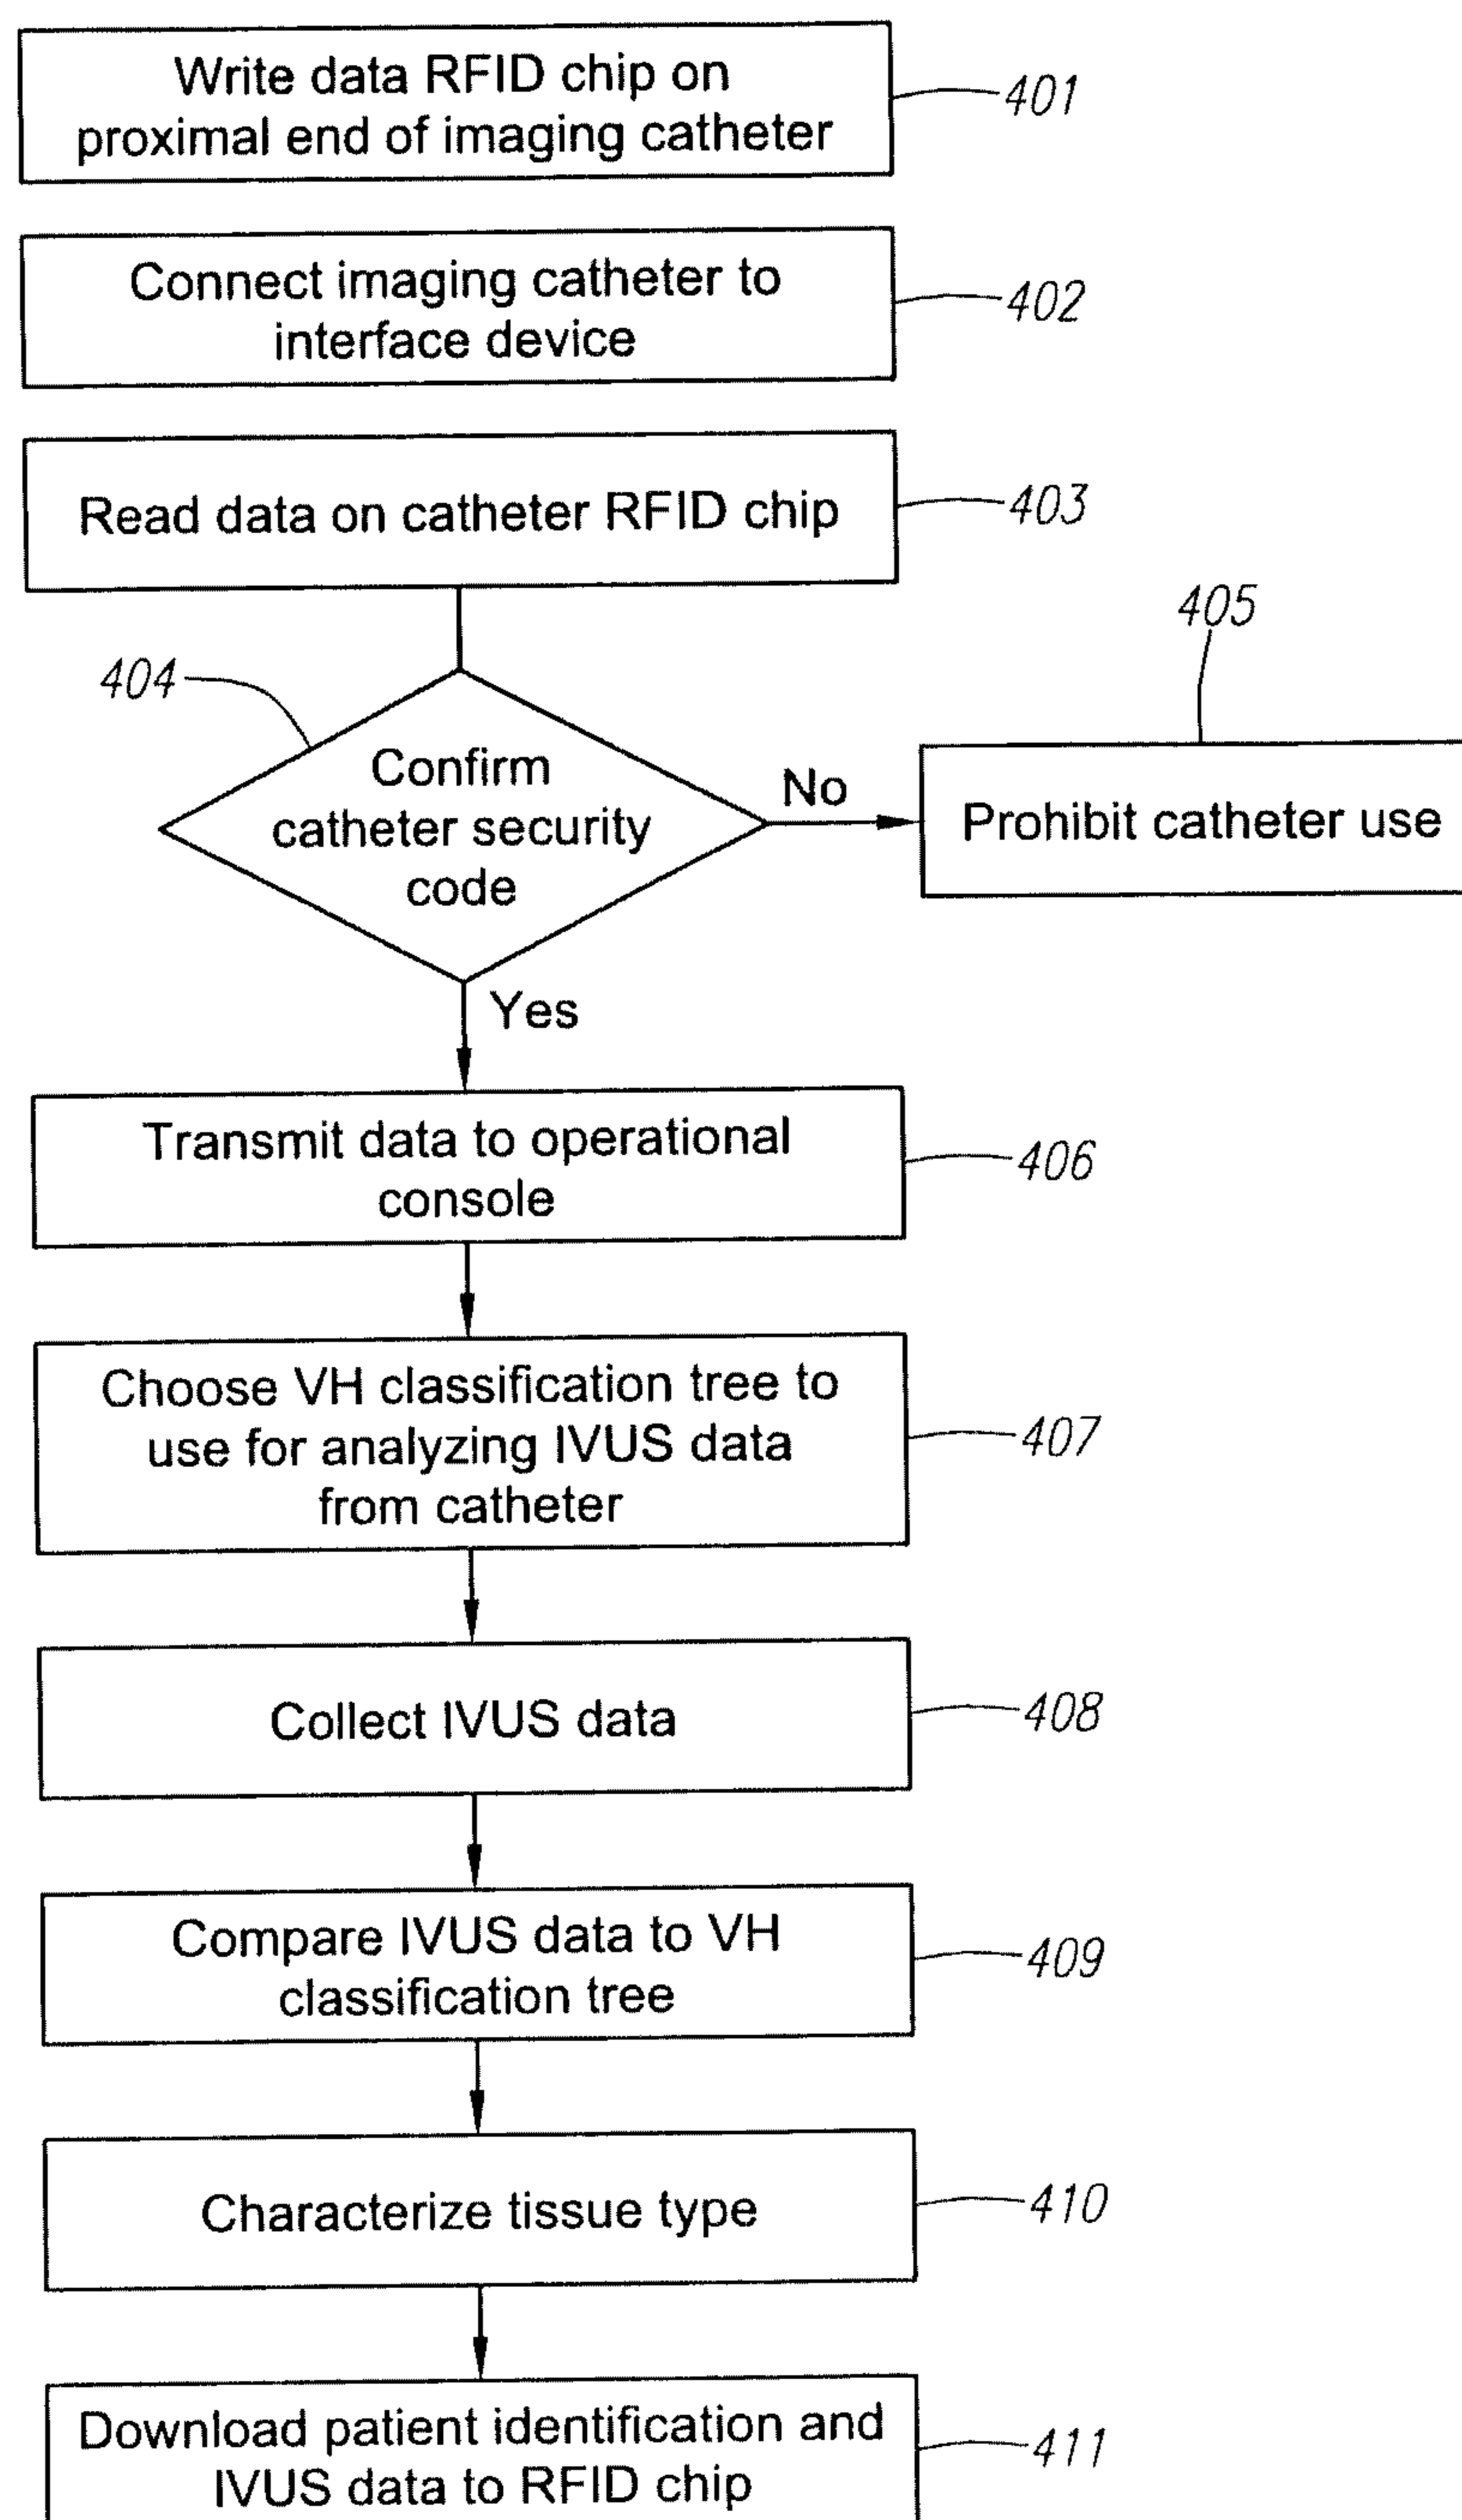 Write data RFID chip on
proximal end of imaging catheter
401
Connect imaging catheter to
interface device
402
Read data on catheter RFID chip
403
404
Confirm
catheter security
code
No
405
Prohibit catheter use
Yes
Transmit data to operational
console
406
Choose VH classification tree to
use for analyzing IVUS data
from catheter
407
Collect IVUS data
408
Compare IVUS data to VH
classification tree
409
Characterize tissue type
410
Download patient identification and
IVUS data to RFID chip
411